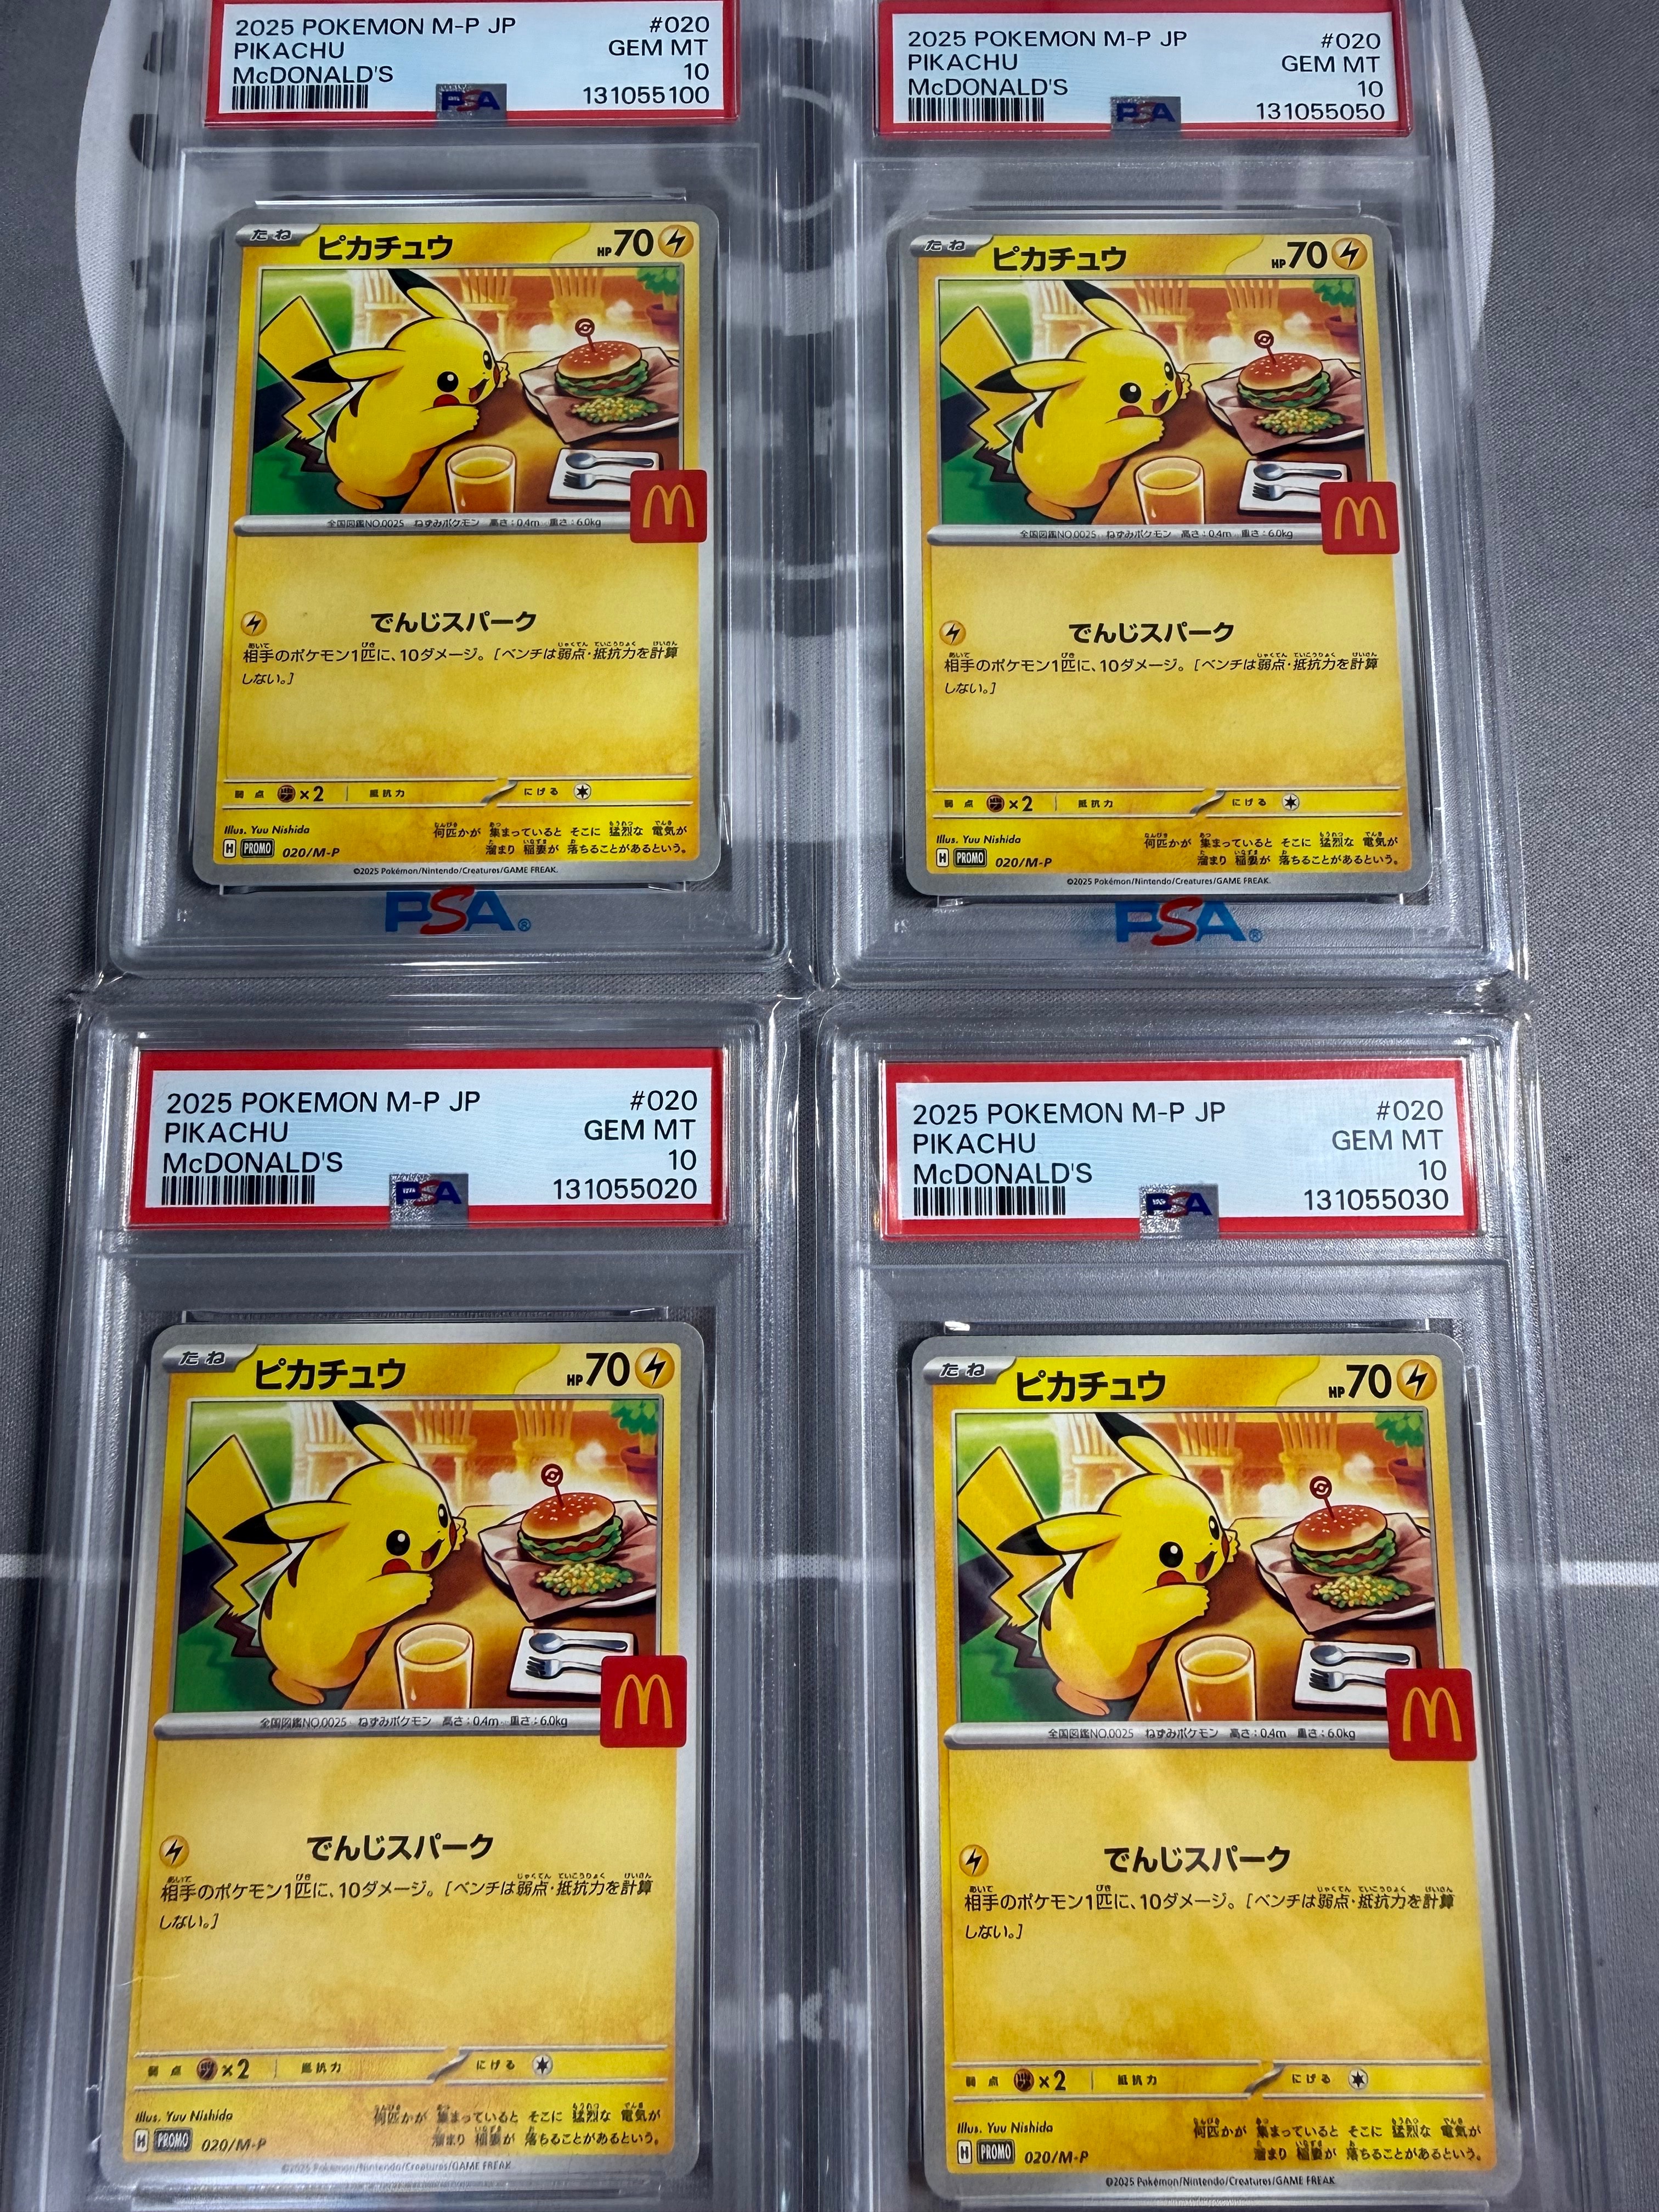 2025 POKEMON M-P JP #020
PIKACHU GEM MT
McDONALD'S 10
PSA 131055100
たね ピカチュウ HP70
全国図鑑NO.0025 ねずみポケモン 高さ:0.4m 重さ:6.0kg
でんじスパーク
相手のポケモン1匹に、10ダメージ。[ベンチは弱点・抵抗力を計算
しない。]
弱点 ×2 抵抗力 にげる
Illus. Yuu Nishida 何匹かが 集まっていると そこに 猛烈な 電気が
H PROMO 020/M-P 溜まり 稲妻が 落ちることがあるという。
©2025 Pokémon/Nintendo/Creatures/GAME FREAK.
PSA®
2025 POKEMON M-P JP #020
PIKACHU GEM MT
McDONALD'S 10
PSA 131055050
たね ピカチュウ HP70
全国図鑑NO.0025 ねずみポケモン 高さ:0.4m 重さ:6.0kg
でんじスパーク
相手のポケモン1匹に、10ダメージ。[ベンチは弱点・抵抗力を計算
しない。]
弱点 ×2 抵抗力 にげる
Illus. Yuu Nishida 何匹かが 集まっていると そこに 猛烈な 電気が
H PROMO 020/M-P 溜まり 稲妻が 落ちることがあるという。
©2025 Pokémon/Nintendo/Creatures/GAME FREAK.
PSA®
2025 POKEMON M-P JP #020
PIKACHU GEM MT
McDONALD'S 10
PSA 131055020
たね ピカチュウ HP70
全国図鑑NO.0025 ねずみポケモン 高さ:0.4m 重さ:6.0kg
でんじスパーク
相手のポケモン1匹に、10ダメージ。[ベンチは弱点・抵抗力を計算
しない。]
弱点 ×2 抵抗力 にげる
Illus. Yuu Nishida 何匹かが 集まっていると そこに 猛烈な 電気が
H PROMO 020/M-P 溜まり 稲妻が 落ちることがあるという。
©2025 Pokémon/Nintendo/Creatures/GAME FREAK.
2025 POKEMON M-P JP #020
PIKACHU GEM MT
McDONALD'S 10
PSA 131055030
たね ピカチュウ HP70
全国図鑑NO.0025 ねずみポケモン 高さ:0.4m 重さ:6.0kg
でんじスパーク
相手のポケモン1匹に、10ダメージ。[ベンチは弱点・抵抗力を計算
しない。]
弱点 ×2 抵抗力 にげる
Illus. Yuu Nishida 何匹かが 集まっていると そこに 猛烈な 電気が
H PROMO 020/M-P 溜まり 稲妻が 落ちることがあるという。
©2025 Pokémon/Nintendo/Creatures/GAME FREAK.